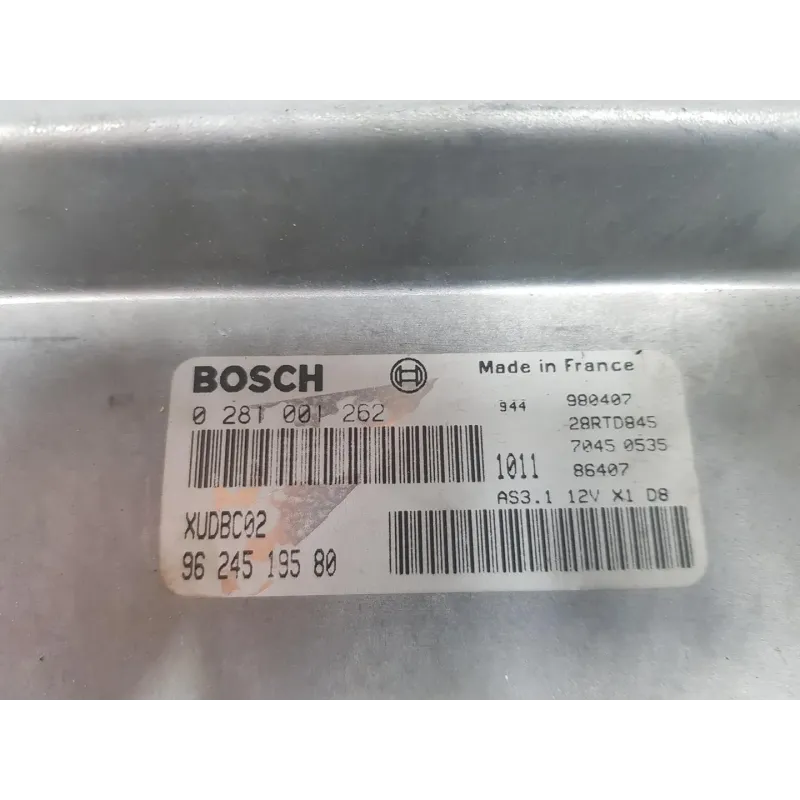 BOSCH Made in France
0 281 001 262 944 980407
28RTD845
7045 0535
1011 86407
AS3.1 12V X1 D8
XUDBC02
96 245 195 80